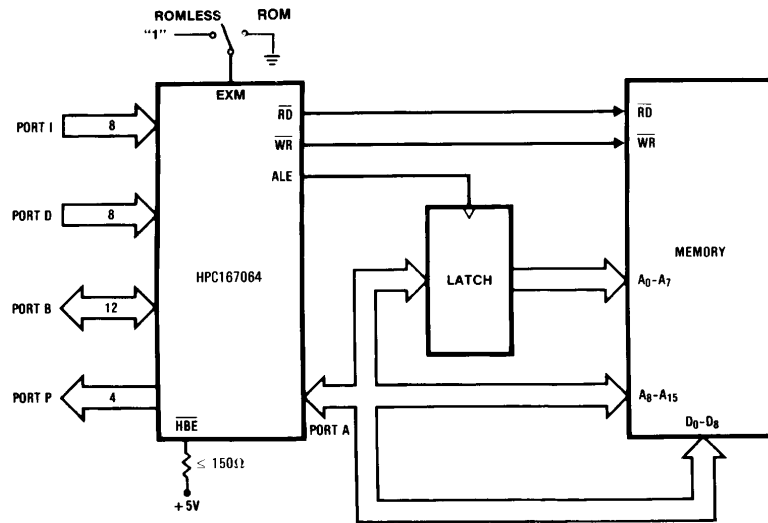 ROMLESS ROM
“1”
EXM
RD
WR
ALE
PORT I 8
PORT D 8
HPC167064
PORT B 12
PORT P 4
HBE
≤ 150Ω
+5V
PORT A
LATCH
RD
WR
MEMORY
A0-A7
A8-A15
D0-D8